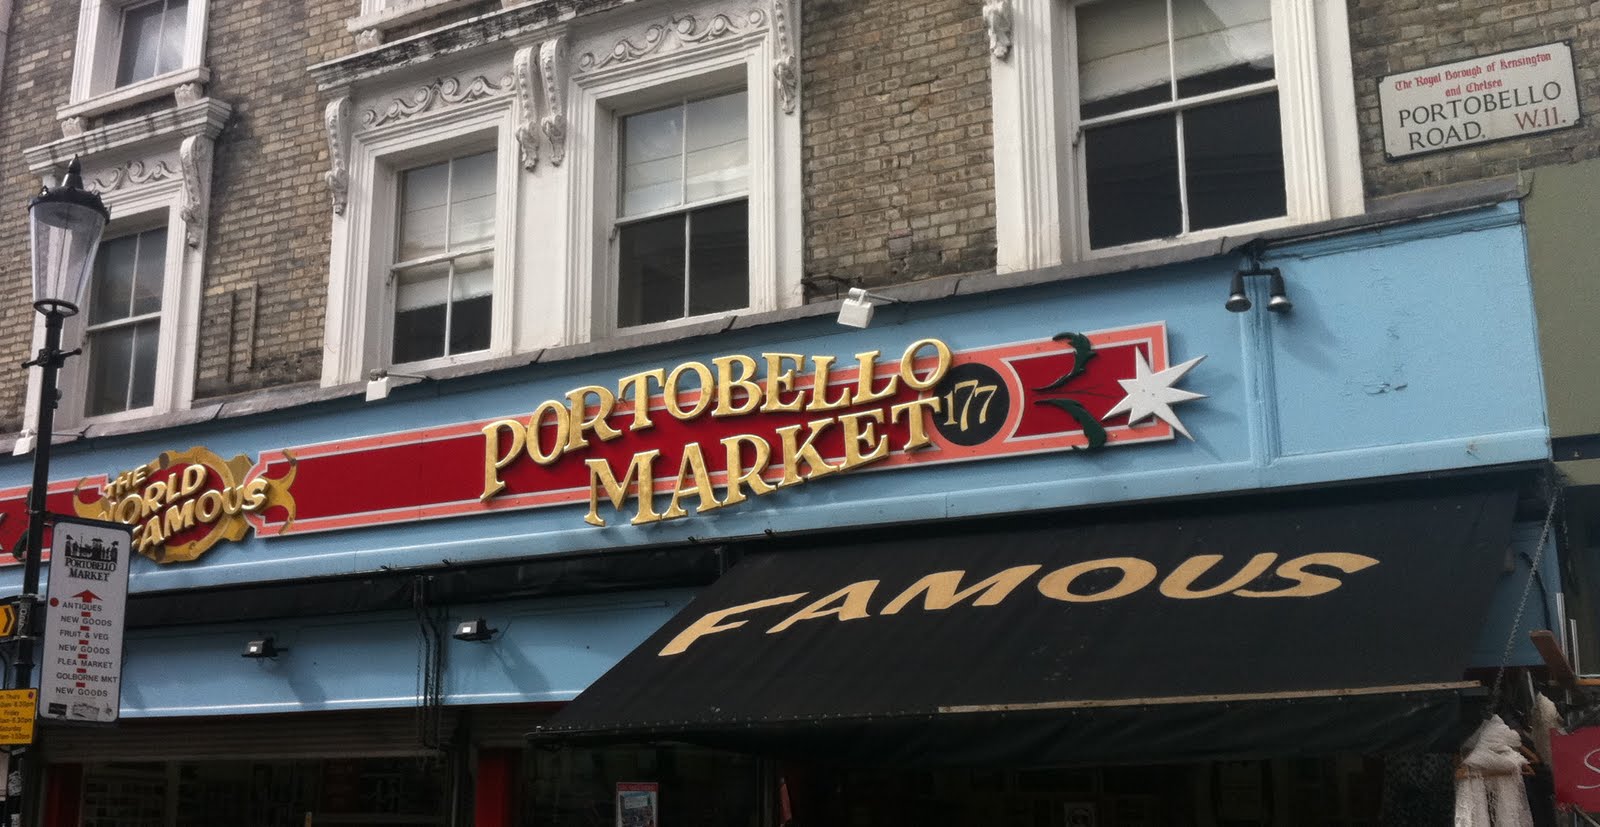 The Royal Borough of Kensington
and Chelsea
PORTOBELLO
ROAD. W.11.
PORTOBELLO
MARKET 177
THE
WORLD
FAMOUS
FAMOUS
PORTOBELLO
MARKET
ANTIQUES
NEW GOODS
FRUIT & VEG
NEW GOODS
FLEA MARKET
GOLBORNE MKT
NEW GOODS
Friday
S